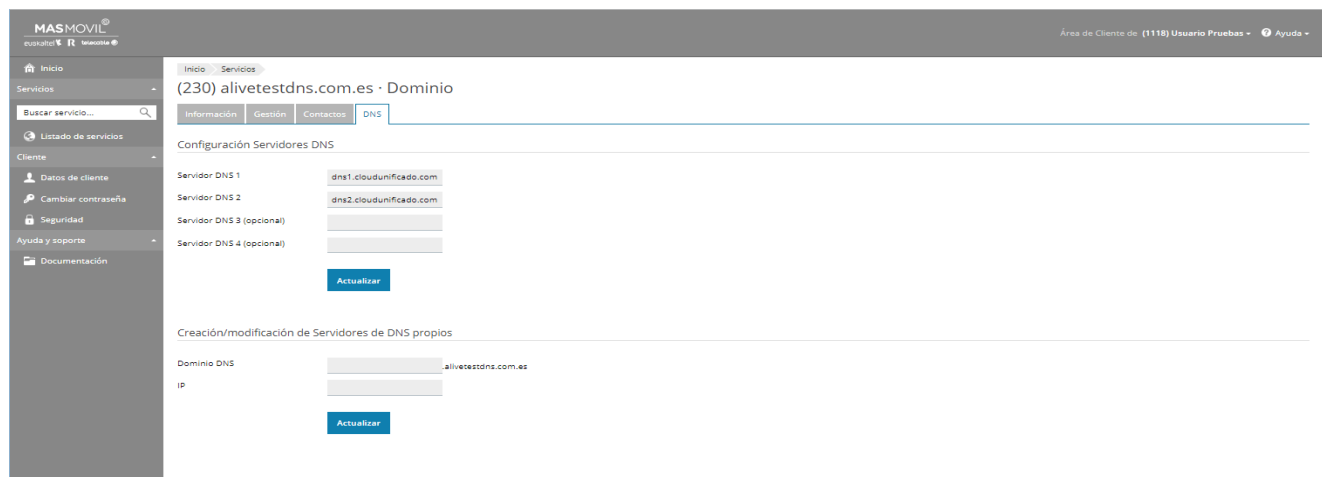 MASMOVIL
euskaltel R telecable
Área de Cliente de (1118) Usuario Pruebas Ayuda
Inicio
Servicios
Buscar servicio...
Listado de servicios
Cliente
Datos de cliente
Cambiar contraseña
Seguridad
Ayuda y soporte
Documentación
Inicio Servicios
(230) alivetestdns.com.es · Dominio
Información Gestión Contactos DNS
Configuración Servidores DNS
Servidor DNS 1 dns1.cloudunificado.com
Servidor DNS 2 dns2.cloudunificado.com
Servidor DNS 3 (opcional)
Servidor DNS 4 (opcional)
Actualizar
Creación/modificación de Servidores de DNS propios
Dominio DNS .alivetestdns.com.es
IP
Actualizar